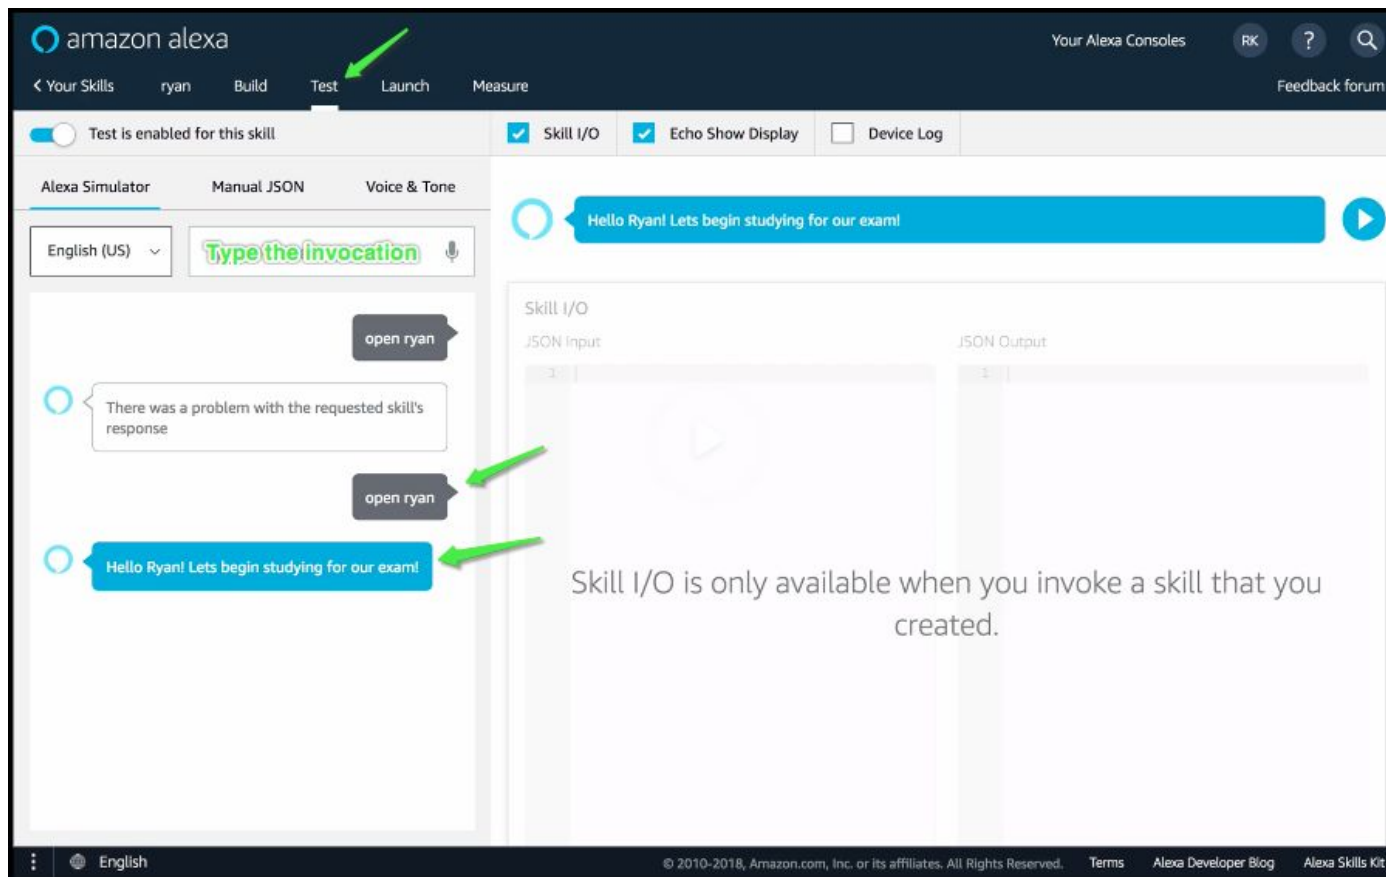 amazon alexa
Your Alexa Consoles
RK
?
< Your Skills
ryan
Build
Test
Launch
Measure
Feedback forum
Test is enabled for this skill
Skill I/O
Echo Show Display
Device Log
Alexa Simulator
Manual JSON
Voice & Tone
English (US)
Type the invocation
open ryan
There was a problem with the requested skill's
response
open ryan
Hello Ryan! Lets begin studying for our exam!
Hello Ryan! Lets begin studying for our exam!
Skill I/O
JSON Input
JSON Output
1
1
Skill I/O is only available when you invoke a skill that you
created.
English
© 2010-2018, Amazon.com, Inc. or its affiliates. All Rights Reserved.
Terms
Alexa Developer Blog
Alexa Skills Kit